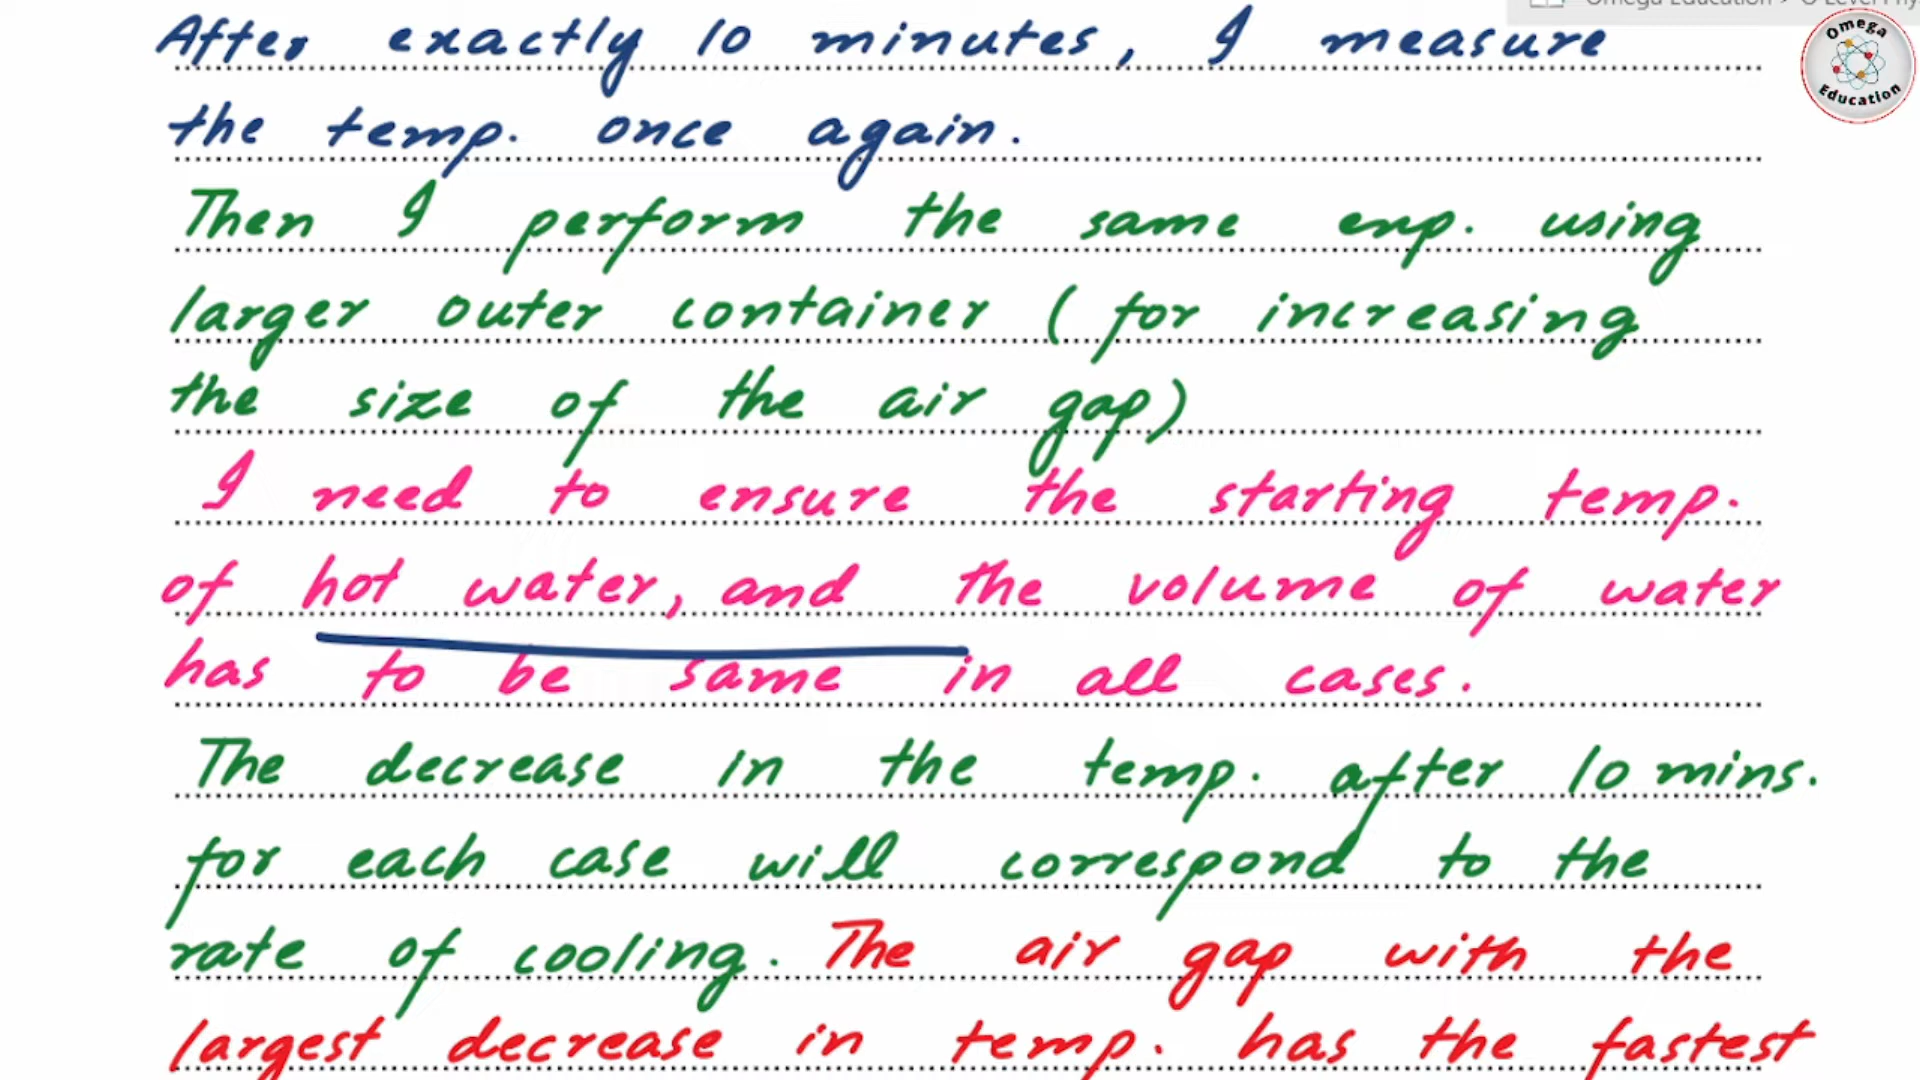 Omega Education > O Level Phy
Omega
Education
After exactly 10 minutes, I measure
the temp. once again.
Then I perform the same exp. using
larger outer container (for increasing
the size of the air gap)
I need to ensure the starting temp.
of hot water, and the volume of water
has to be same in all cases.
The decrease in the temp. after 10 mins.
for each case will correspond to the
rate of cooling. The air gap with the
largest decrease in temp. has the fastest